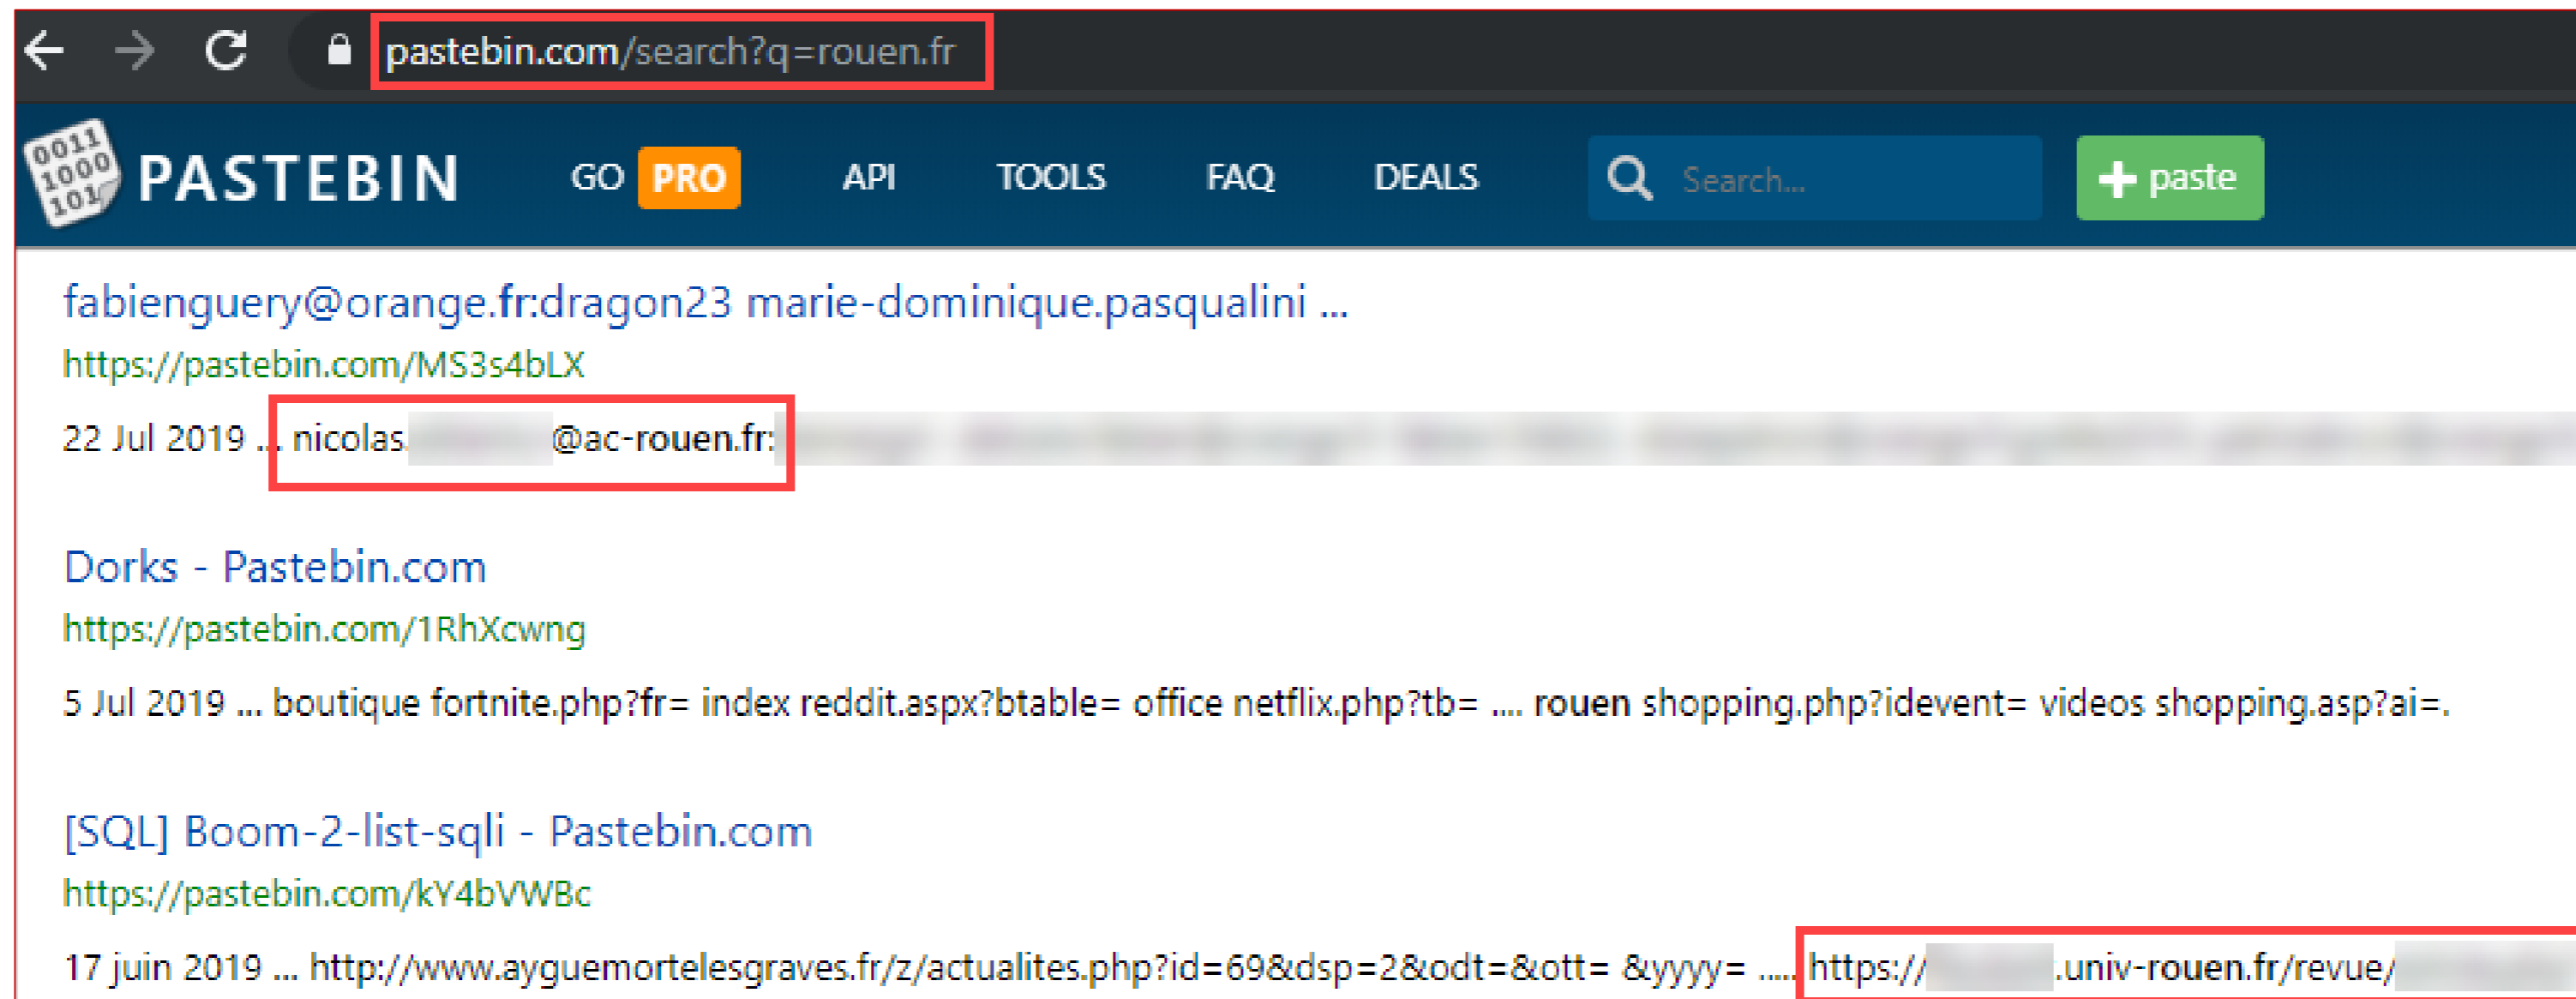 pastebin.com/search?q=rouen.fr
0011
1000
101
PASTEBIN GO PRO API TOOLS FAQ DEALS Search... + paste
fabienguery@orange.fr:dragon23 marie-dominique.pasqualini ...
https://pastebin.com/MS3s4bLX
22 Jul 2019 ... nicolas. @ac-rouen.fr:
Dorks - Pastebin.com
https://pastebin.com/1RhXcwng
5 Jul 2019 ... boutique fortnite.php?fr= index reddit.aspx?btable= office netflix.php?tb= .... rouen shopping.php?idevent= videos shopping.asp?ai=.
[SQL] Boom-2-list-sqli - Pastebin.com
https://pastebin.com/kY4bVWBc
17 juin 2019 ... http://www.ayguemortelesgraves.fr/z/actualites.php?id=69&dsp=2&odt=&ott= &yyyy= ..... https:// .univ-rouen.fr/revue/